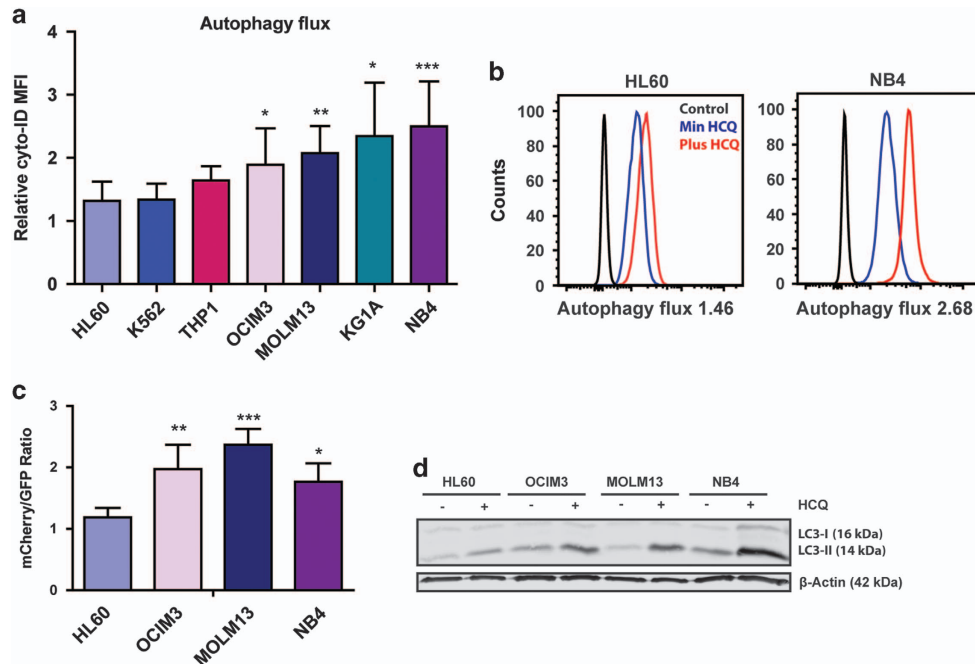 a
Autophagy flux
Relative cyto-ID MFI
4
3
2
1
0
* ** * ***
HL60 K562 THP1 OCIM3 MOLM13 KG1A NB4
b
HL60
Counts
100
80
60
40
20
0
Control
Min HCQ
Plus HCQ
Autophagy flux 1.46
NB4
100
80
60
40
20
0
Autophagy flux 2.68
c
mCherry/GFP Ratio
3
2
1
0
** *** *
HL60 OCIM3 MOLM13 NB4
d
HL60 OCIM3 MOLM13 NB4
- + - + - + - + HCQ
LC3-I (16 kDa)
LC3-II (14 kDa)
β-Actin (42 kDa)